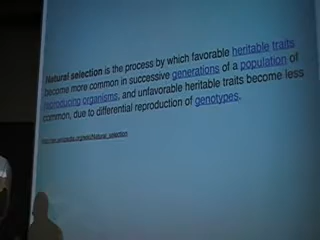 Natural selection is the process by which favorable heritable traits
become more common in successive generations of a population of
reproducing organisms, and unfavorable heritable traits become less
common, due to differential reproduction of genotypes.
http://en.wikipedia.org/wiki/Natural_selection